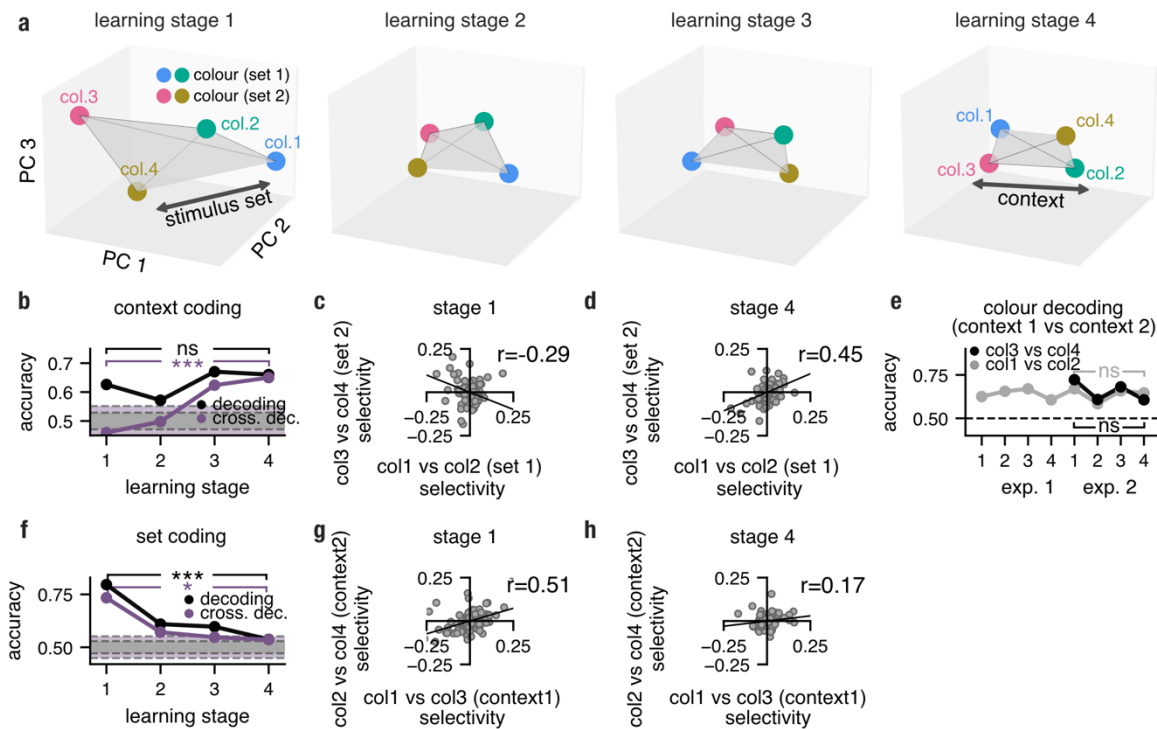 a
learning stage 1
learning stage 2
learning stage 3
learning stage 4
colour (set 1)
colour (set 2)
col.3
col.2
col.1
col.4
stimulus set
PC 3
PC 1
PC 2
col.1
col.4
col.3
col.2
context
b
context coding
ns
***
0.7
0.6
0.5
accuracy
decoding
cross. dec.
1 2 3 4
learning stage
c
stage 1
col3 vs col4 (set 2)
selectivity
0.25
r=-0.29
−0.25
0.25
−0.25
col1 vs col2 (set 1)
selectivity
d
stage 4
col3 vs col4 (set 2)
selectivity
0.25
r=0.45
−0.25
0.25
−0.25
col1 vs col2 (set 1)
selectivity
e
colour decoding
(context 1 vs context 2)
col3 vs col4
col1 vs col2
ns
0.75
0.50
accuracy
ns
1 2 3 4 1 2 3 4
exp. 1 exp. 2
f
set coding
***
*
decoding
cross. dec.
0.75
0.50
accuracy
1 2 3 4
learning stage
g
stage 1
col2 vs col4 (context2)
selectivity
0.25
r=0.51
−0.25
0.25
−0.25
col1 vs col3 (context1)
selectivity
h
stage 4
col2 vs col4 (context2)
selectivity
0.25
r=0.17
−0.25
0.25
−0.25
col1 vs col3 (context1)
selectivity